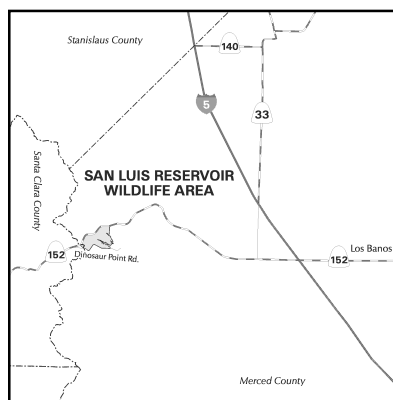 Stanislaus County
140
5
33
Santa Clara County
SAN LUIS RESERVOIR
WILDLIFE AREA
152
Dinosaur Point Rd.
Los Banos
152
Merced County